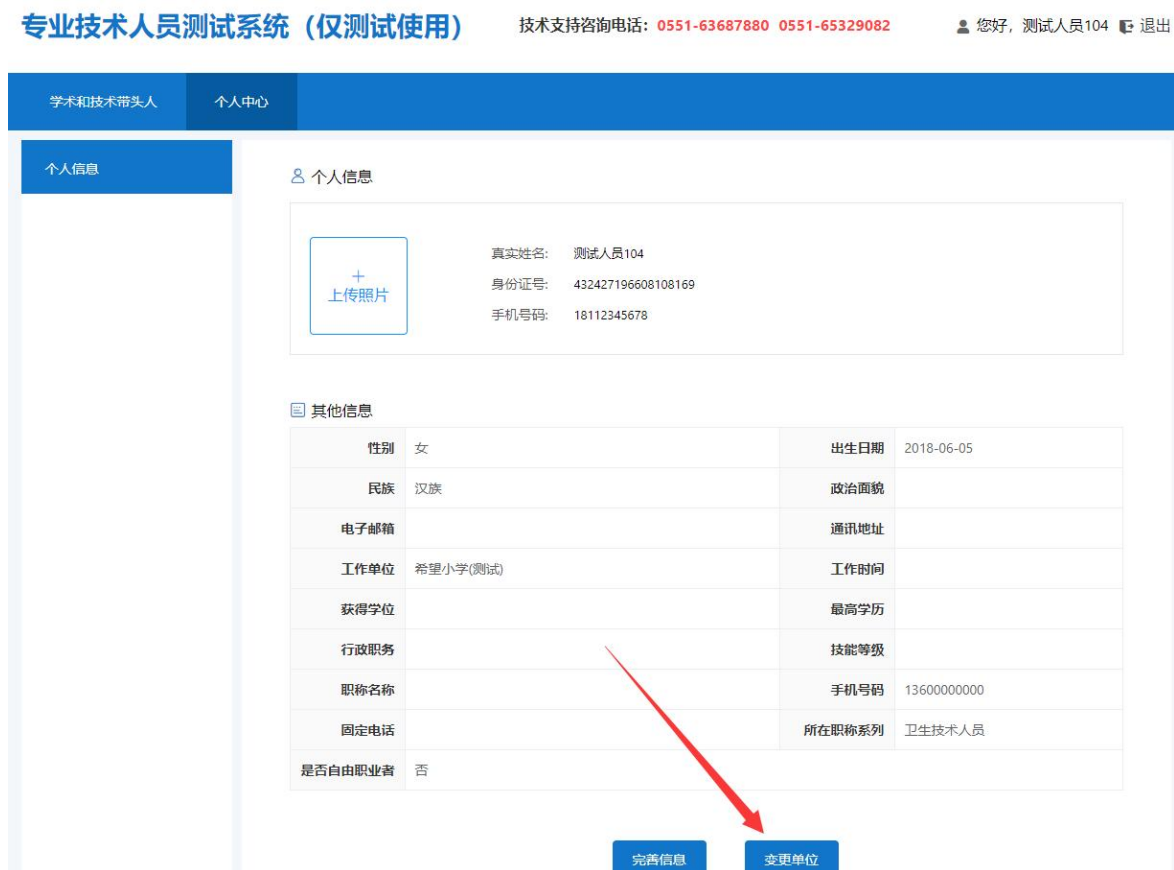 专业技术人员测试系统（仅测试使用） 技术支持咨询电话：0551-63687880 0551-65329082 您好，测试人员104 退出
学术和技术带头人 个人中心
个人信息
个人信息
上传照片
真实姓名: 测试人员104
身份证号: 432427196608108169
手机号码: 18112345678
其他信息
性别 女 出生日期 2018-06-05
民族 汉族 政治面貌
电子邮箱 通讯地址
工作单位 希望小学(测试) 工作时间
获得学位 最高学历
行政职务 技能等级
职称名称 手机号码 13600000000
固定电话 所在职称系列 卫生技术人员
是否自由职业者 否
完善信息 变更单位